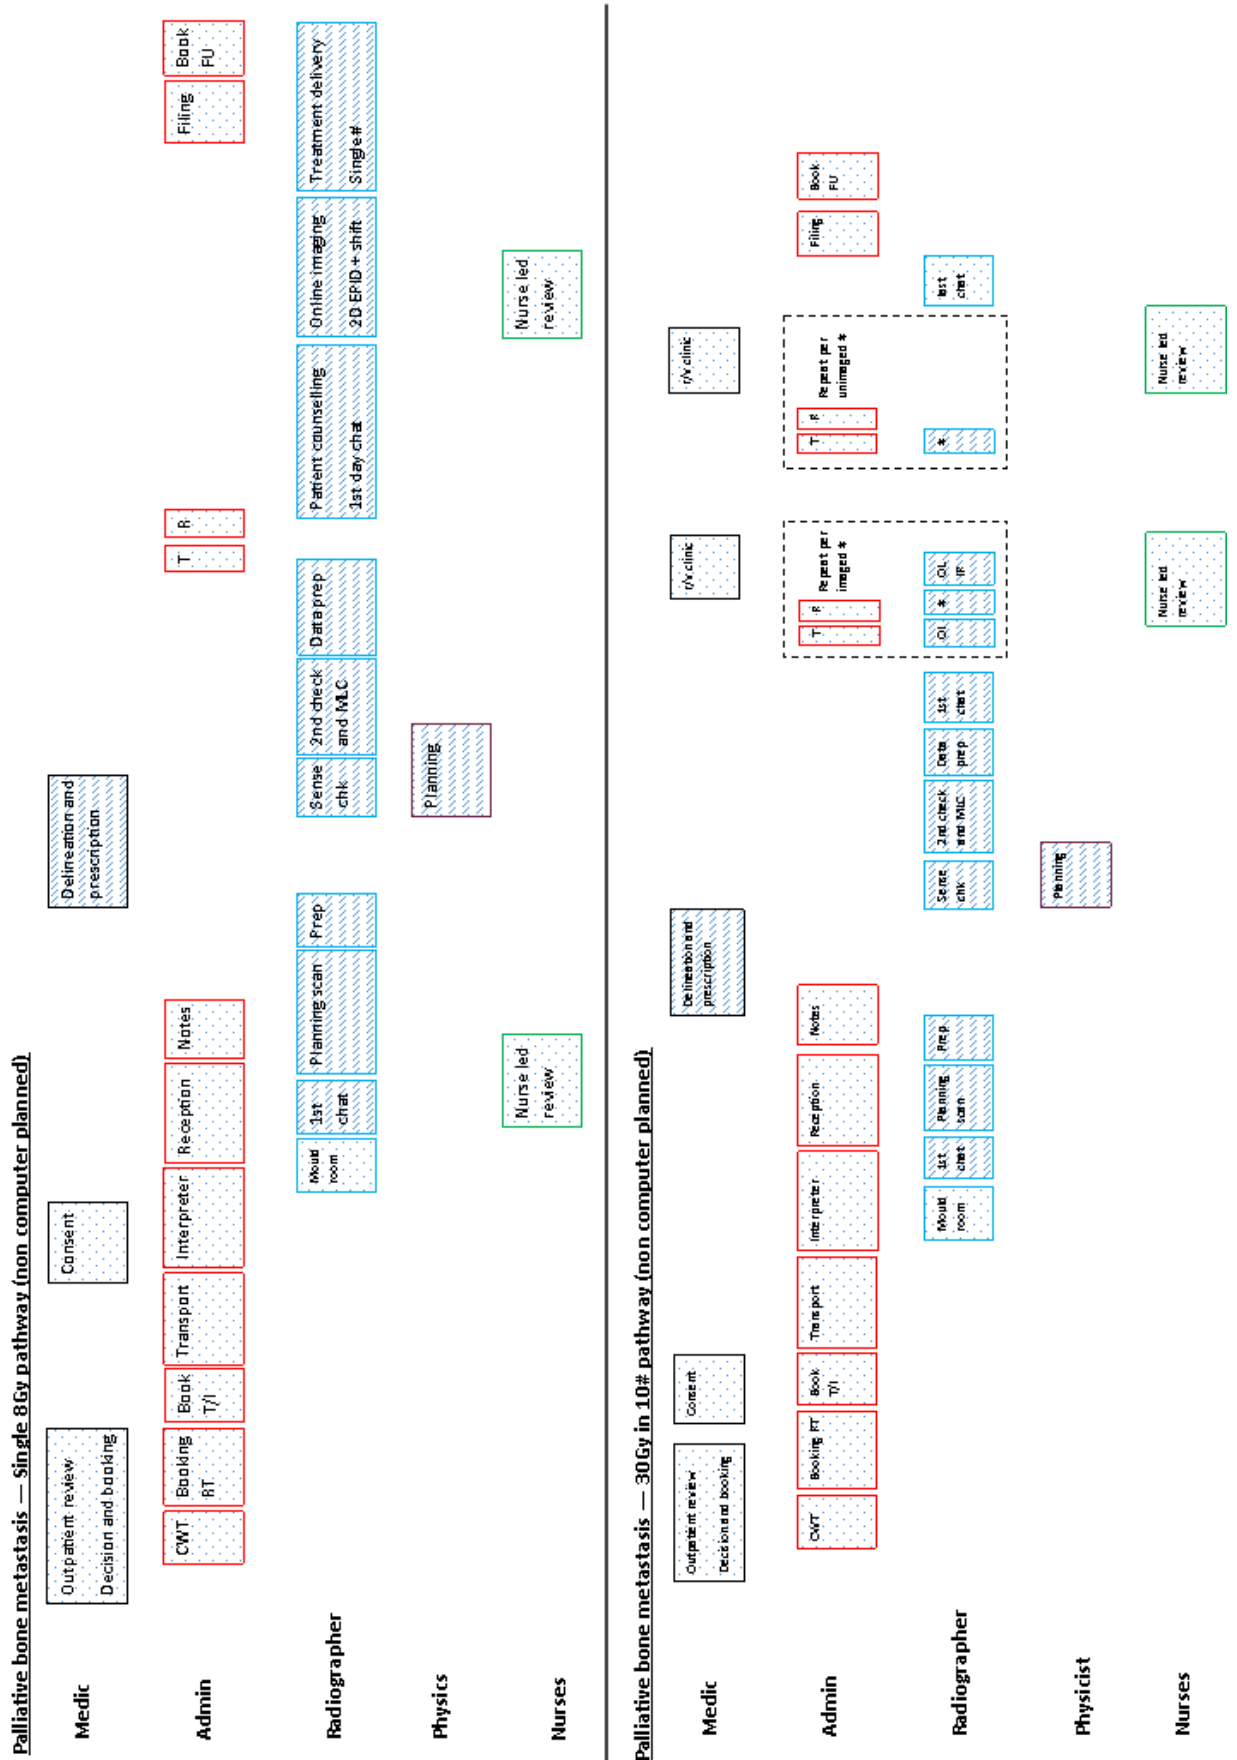 Palliative bone metastasis — Single 8Gy pathway (non computer planned)
Medic
Outpatient review
Decision and booking
Consent
Delineation and
prescription
Admin
CWT
Booking
RT
Book
T/I
Transport
Interpreter
Reception
Notes
T
R
Filing
Book
FU
Radiographer
Mould
room
1st
chat
Planning scan
Prep
Sense
chk
2nd check
and MLC
Data prep
Patient counselling
1st day chat
Online imaging
2D EPID + shift
Treatment delivery
Single#
Physics
Planning
Nurses
Nurse led
review
Nurse led
review
Palliative bone metastasis — 30Gy in 10# pathway (non computer planned)
Medic
Outpatient review
Decision and booking
Consent
Delineation and
prescription
r/v clinic
r/v clinic
Admin
CWT
Booking RT
Book
T/I
Transport
Interpreter
Reception
Notes
T
R
Repeat per
imaged #
T
R
Repeat per
unimaged #
Filing
Book
FU
Radiographer
Mould
room
1st
chat
Planning
scan
Prep
Sense
chk
2nd check
and MLC
Data
prep
1st
chat
OL
#
OL
IR
#
last
chat
Physicist
Planning
Nurses
Nurse led
review
Nurse led
review